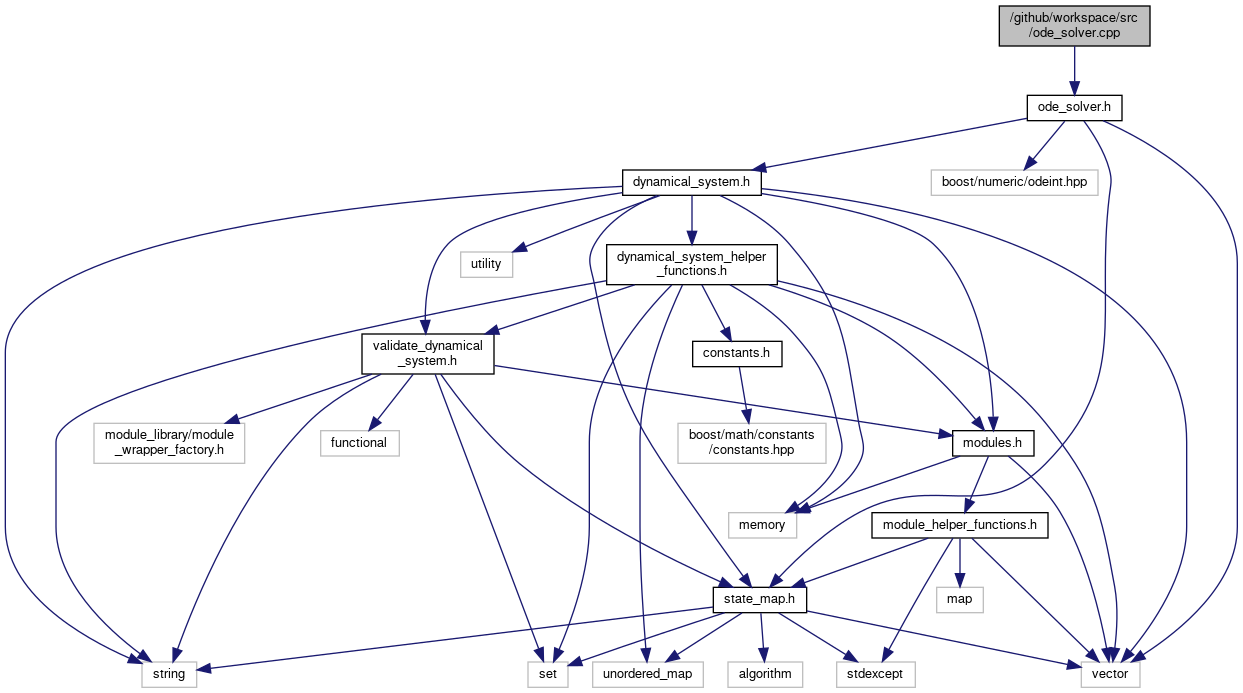 /github/workspace/src
/ode_solver.cpp
ode_solver.h
dynamical_system.h
boost/numeric/odeint.hpp
utility
dynamical_system_helper
_functions.h
validate_dynamical
_system.h
constants.h
module_library/module
_wrapper_factory.h
functional
boost/math/constants
/constants.hpp
modules.h
memory
module_helper_functions.h
state_map.h
map
string
set
unordered_map
algorithm
stdexcept
vector